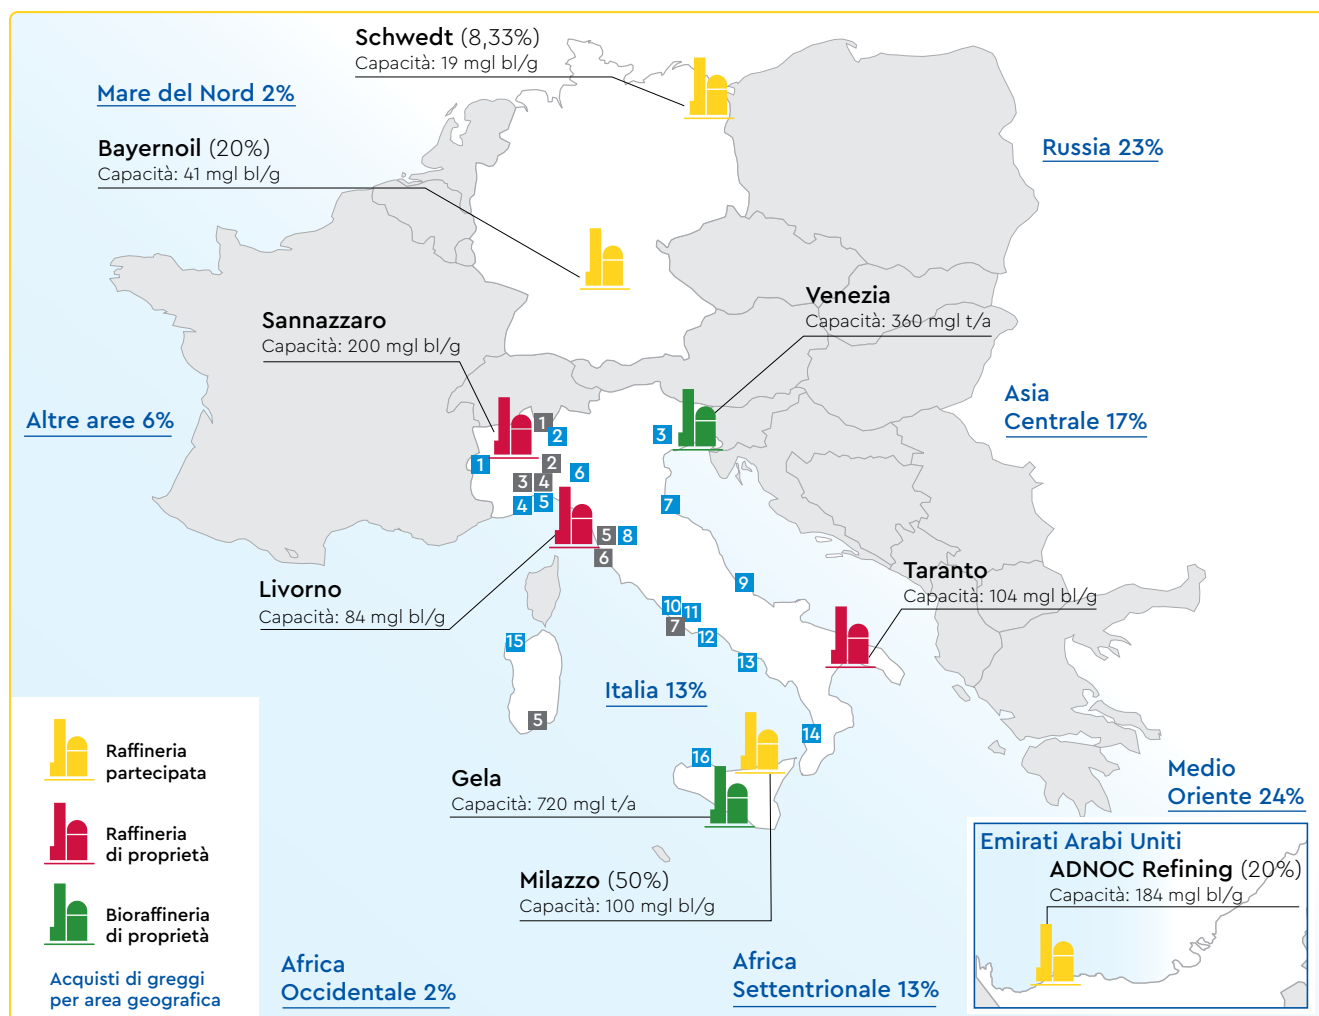 Schwedt (8,33%)
Capacità: 19 mgl bl/g
Mare del Nord 2%
Bayernoil (20%)
Capacità: 41 mgl bl/g
Russia 23%
Venezia
Capacità: 360 mgl t/a
Sannazzaro
Capacità: 200 mgl bl/g
Altre aree 6%
Asia
Centrale 17%
1
2
3
1
2
6
3
4
4
5
7
5
8
6
Livorno
Capacità: 84 mgl bl/g
9
Taranto
Capacità: 104 mgl bl/g
10
11
7
12
15
13
Italia 13%
5
14
16
Raffineria
partecipata
Raffineria
di proprietà
Bioraffineria
di proprietà
Acquisti di greggi
per area geografica
Gela
Capacità: 720 mgl t/a
Medio
Oriente 24%
Milazzo (50%)
Capacità: 100 mgl bl/g
Emirati Arabi Uniti
ADNOC Refining (20%)
Capacità: 184 mgl bl/g
Africa
Occidentale 2%
Africa
Settentrionale 13%